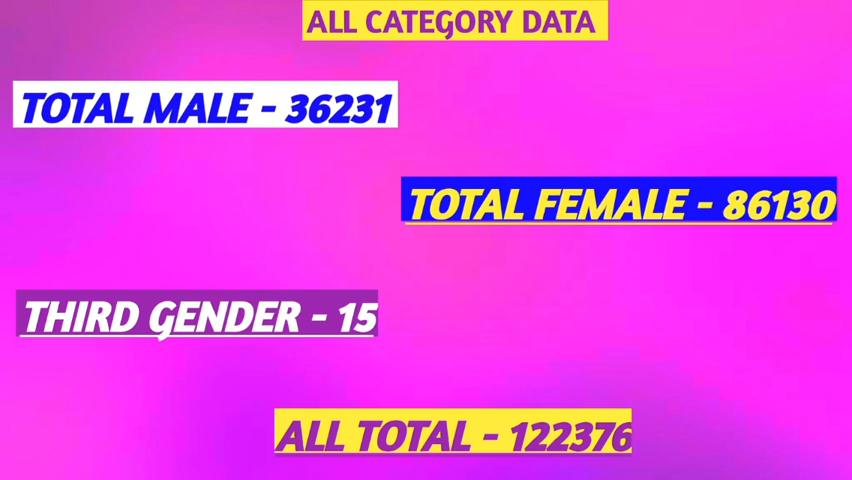 ALL CATEGORY DATA
TOTAL MALE - 36231
TOTAL FEMALE - 86130
THIRD GENDER - 15
ALL TOTAL - 122376